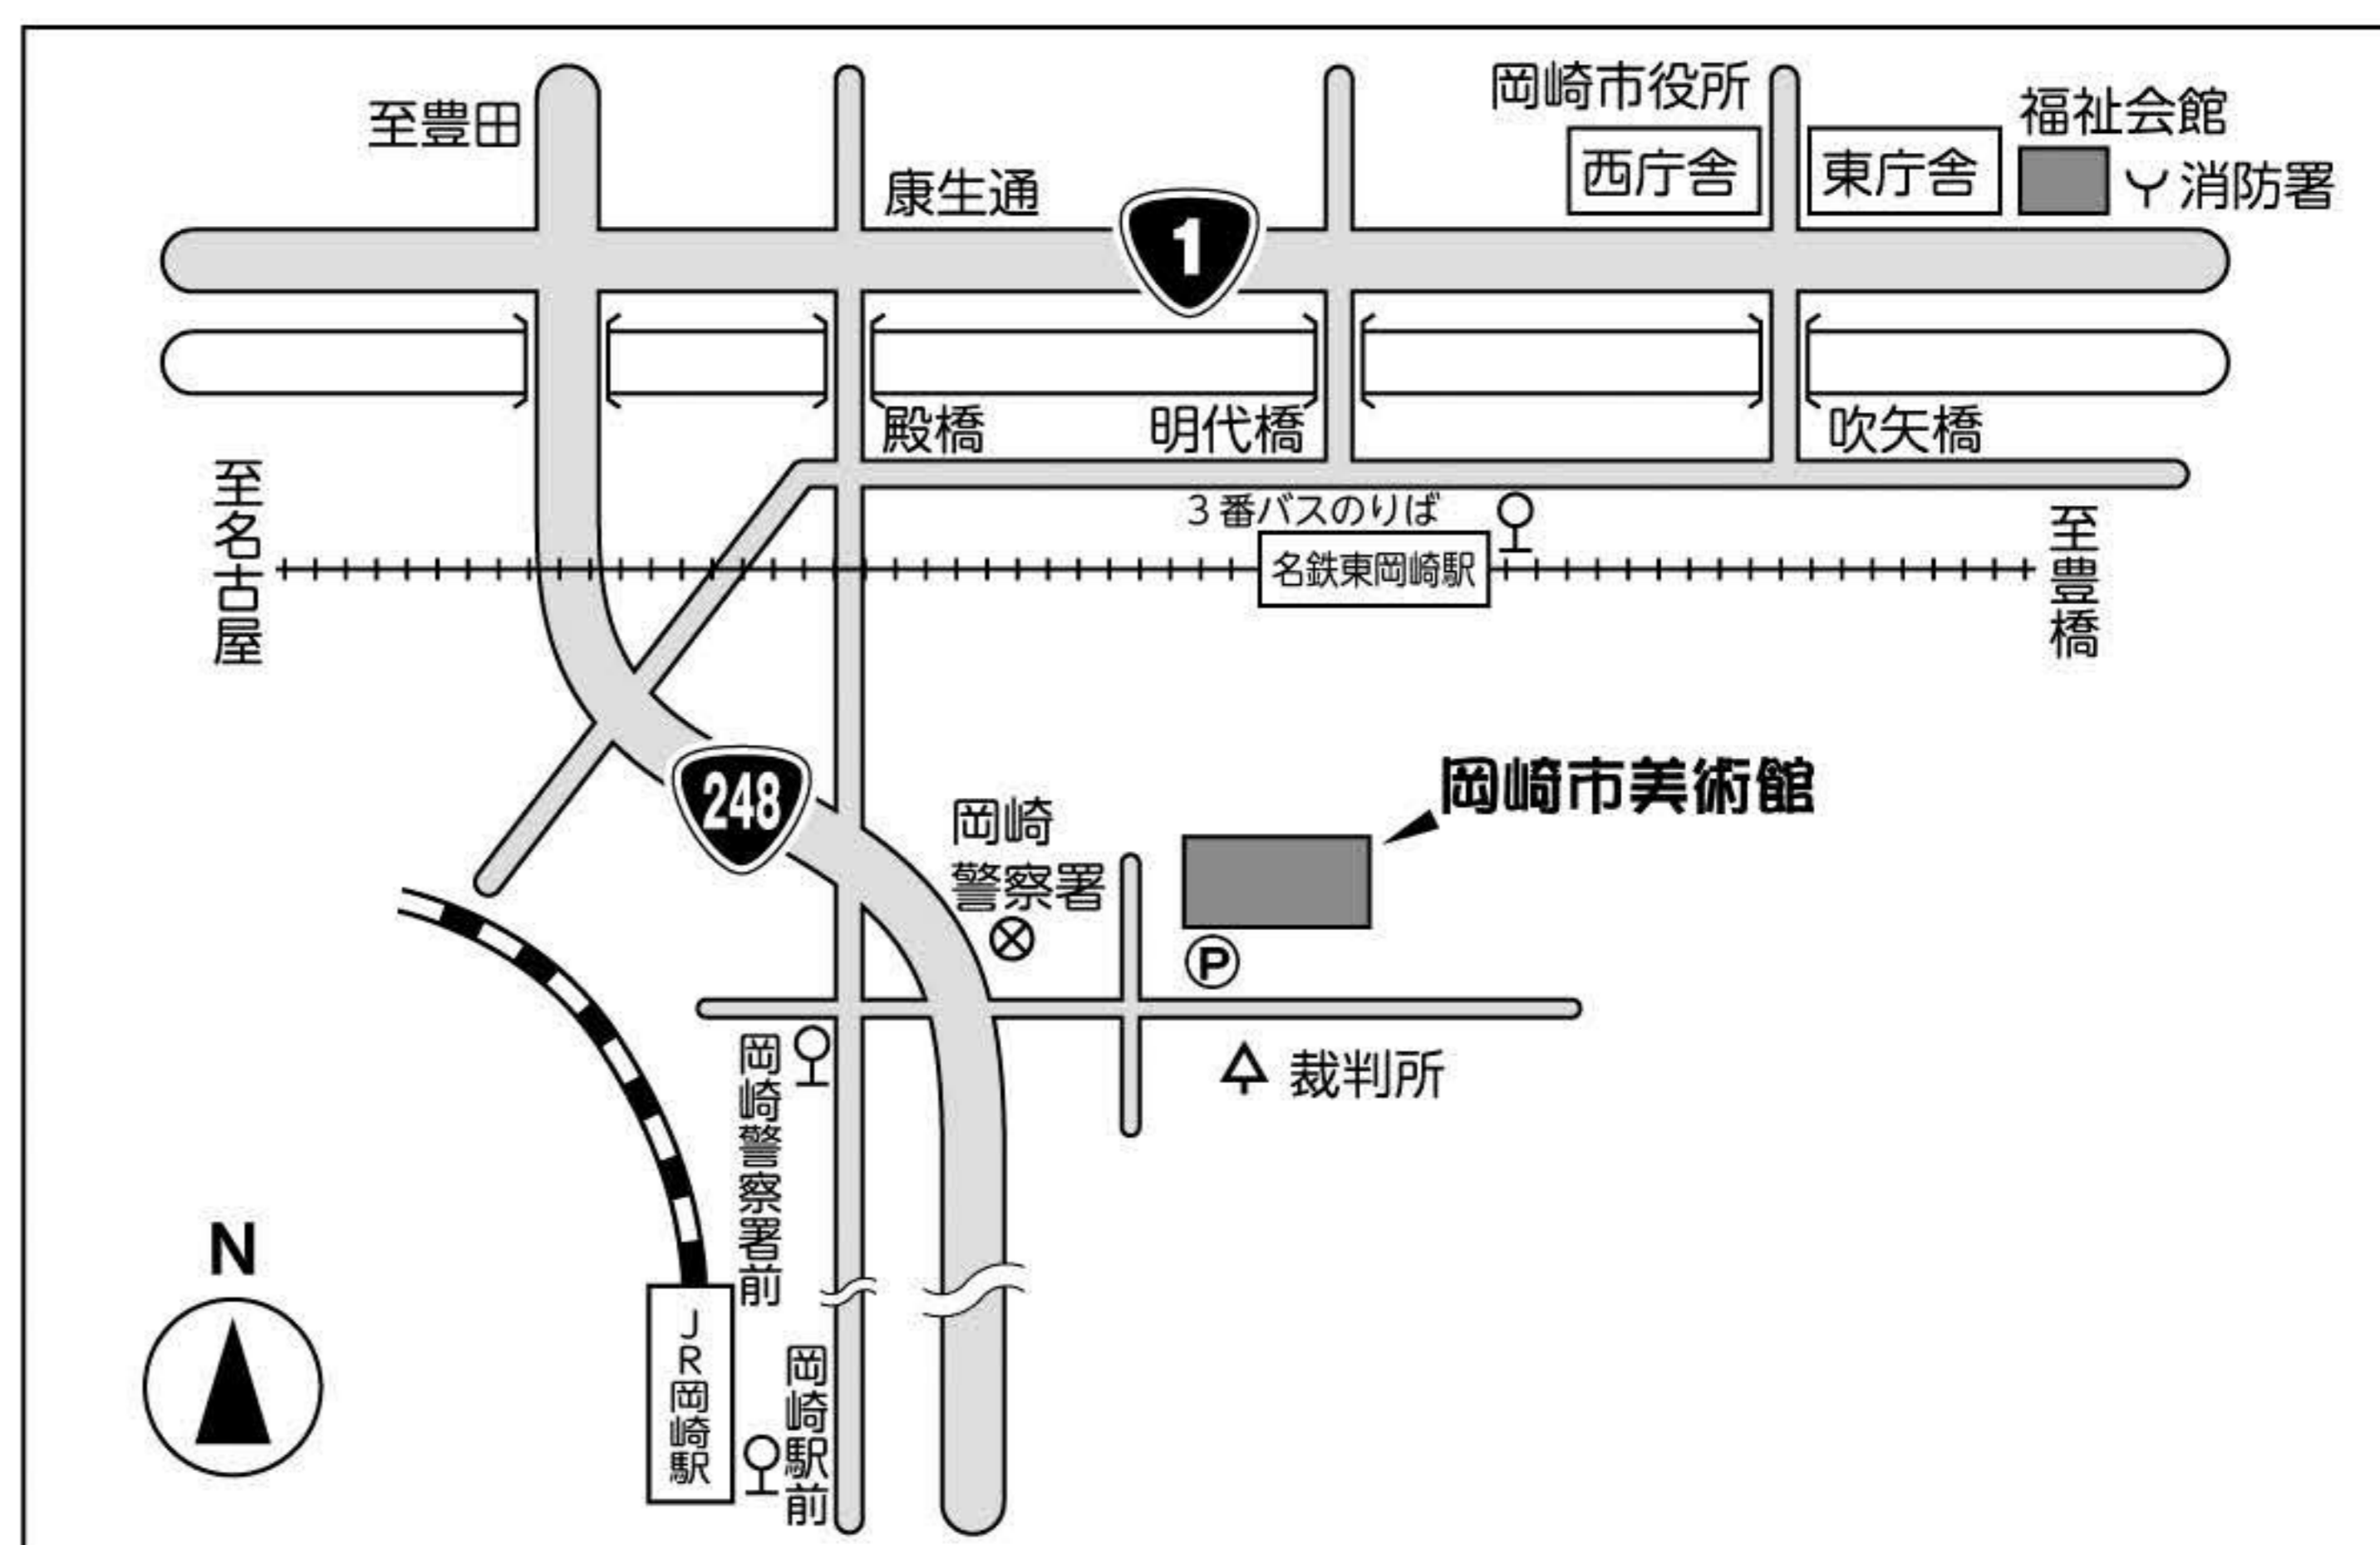 至豊田
康生通
1
岡崎市役所
西庁舎
東庁舎
福祉会館
消防署
殿橋
明代橋
吹矢橋
至名古屋
3番バスのりば
名鉄東岡崎駅
至豊橋
248
岡崎
警察署
岡崎市美術館
P
裁判所
岡崎警察署前
N
JR岡崎駅
岡崎駅前